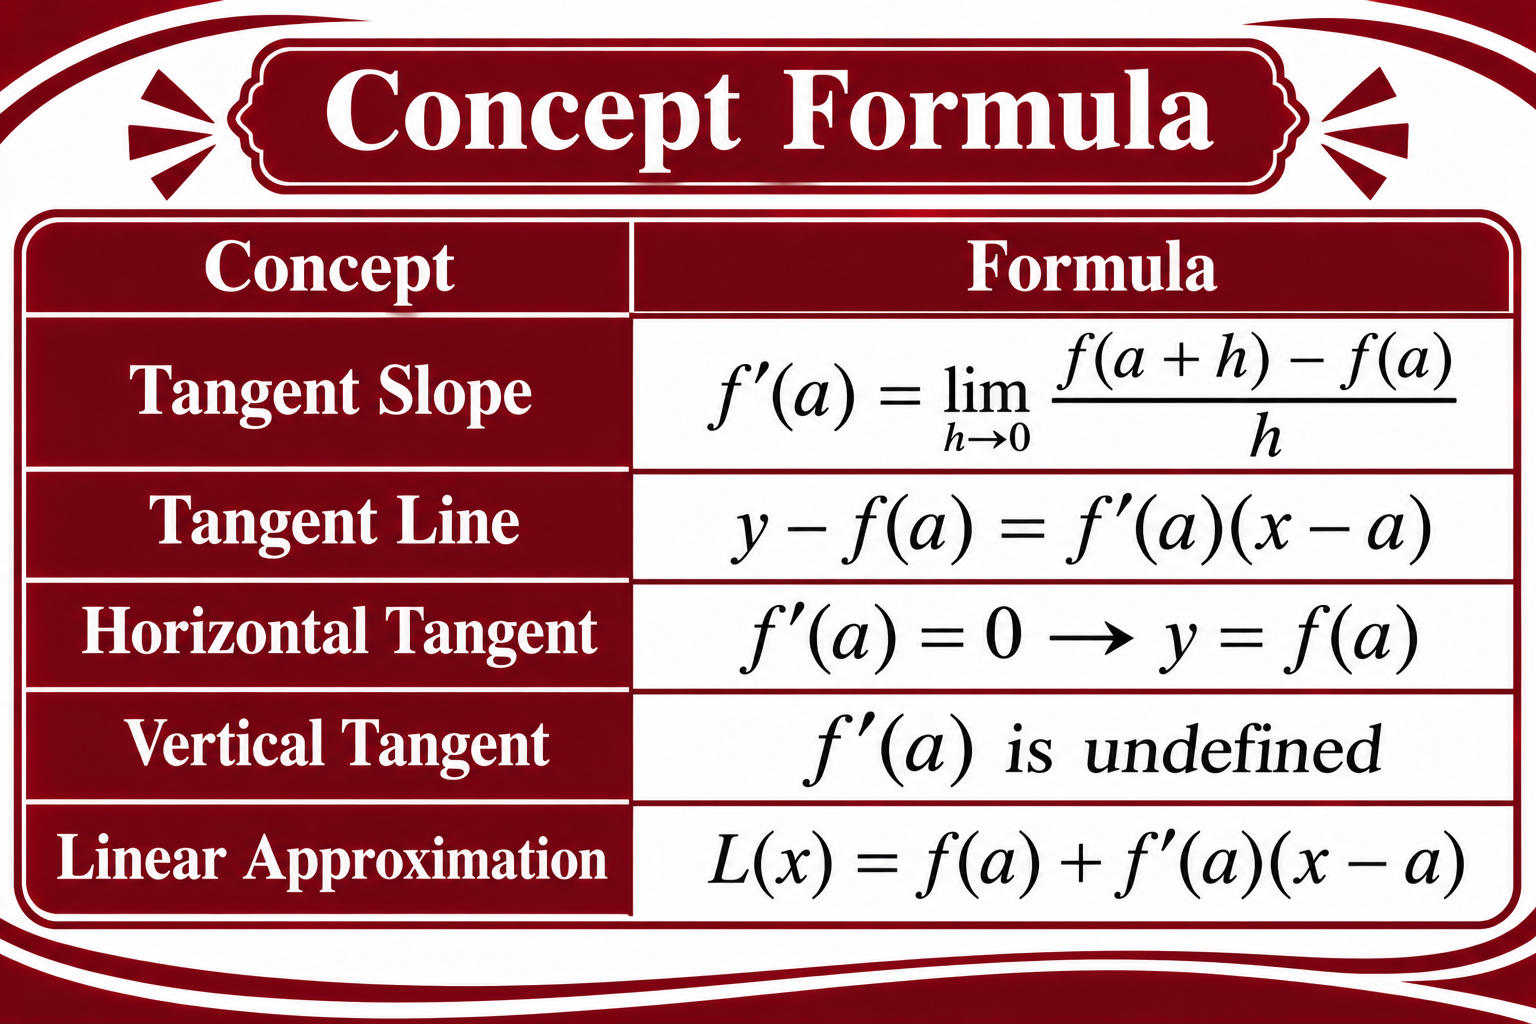 Concept Formula
Concept
Formula
Tangent Slope
f′(a) = lim h→0 f(a + h) − f(a) / h
Tangent Line
y − f(a) = f′(a)(x − a)
Horizontal Tangent
f′(a) = 0 → y = f(a)
Vertical Tangent
f′(a) is undefined
Linear Approximation
L(x) = f(a) + f′(a)(x − a)